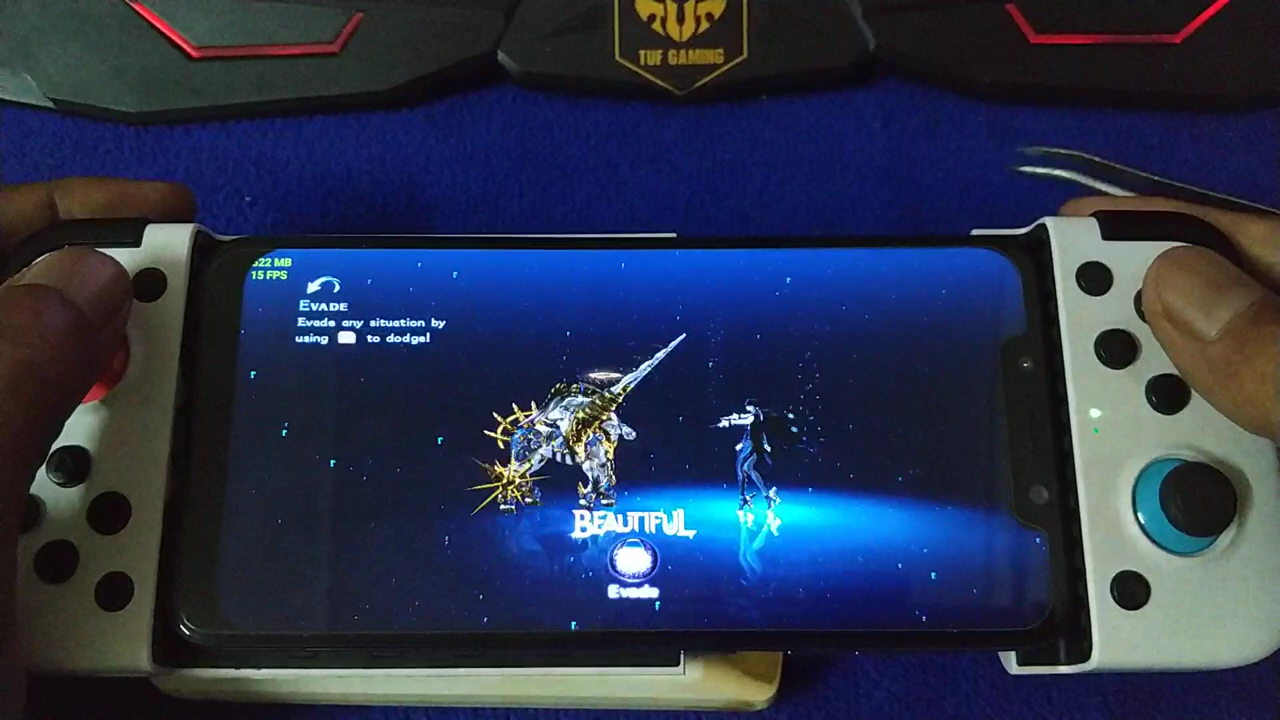 TUF GAMING
522 MB
15 FPS
EVADE
Evade any situation by
using to dodge!
BEAUTIFUL
Evade